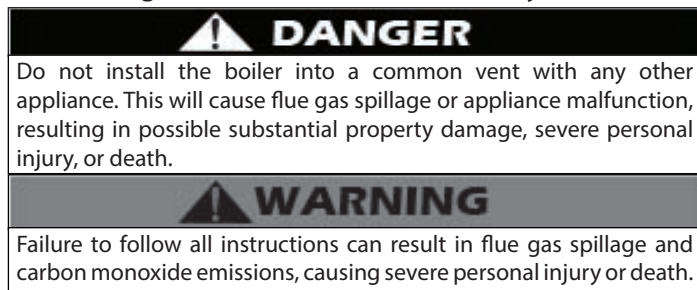 DANGER
Do not install the boiler into a common vent with any other
appliance. This will cause flue gas spillage or appliance malfunction,
resulting in possible substantial property damage, severe personal
injury, or death.
WARNING
Failure to follow all instructions can result in flue gas spillage and
carbon monoxide emissions, causing severe personal injury or death.